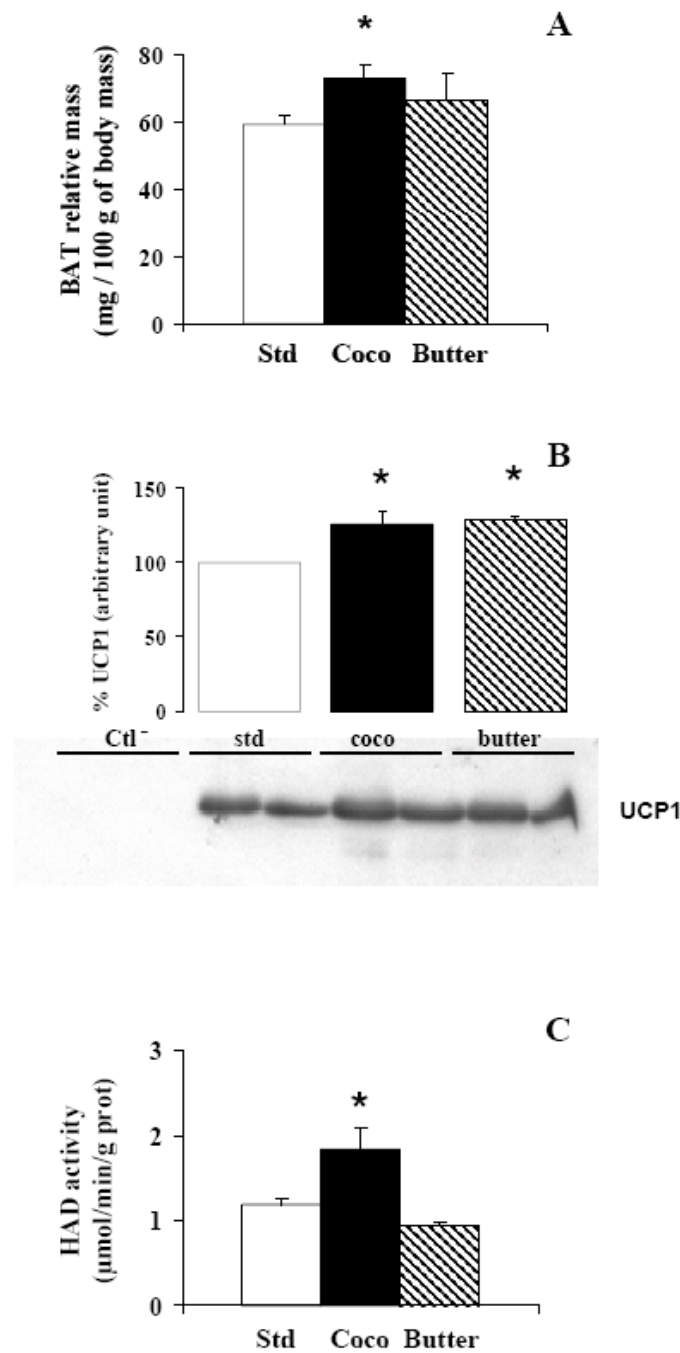 A
*
80
60
40
20
0
BAT relative mass
(mg / 100 g of body mass)
Std Coco Butter
B
* *
150
100
50
0
% UCP1 (arbitrary unit)
Ctl - std coco butter
UCP1
C
*
3
2
1
0
HAD activity
(µmol/min/g prot)
Std Coco Butter